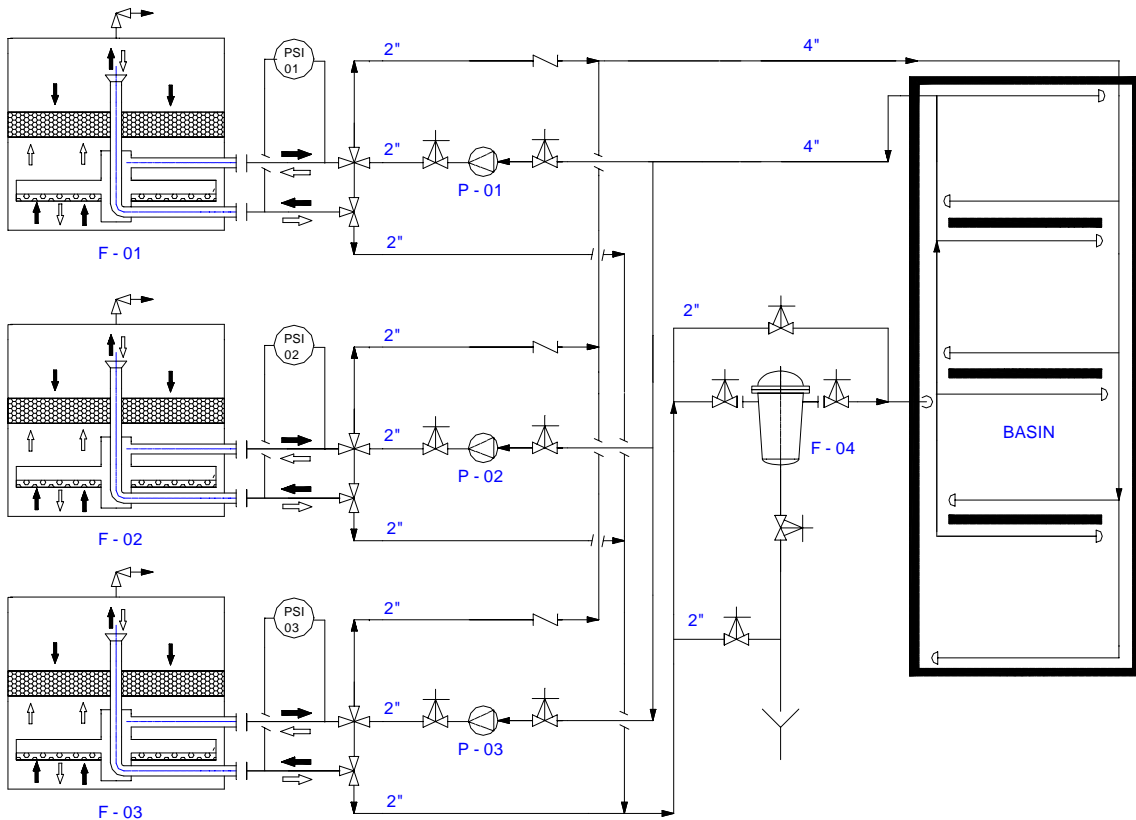 2"
4"
PSI
01
2"
4"
P - 01
2"
F - 01
2"
2"
PSI
02
2"
P - 02
F - 04
BASIN
2"
F - 02
2"
2"
PSI
03
2"
P - 03
2"
F - 03